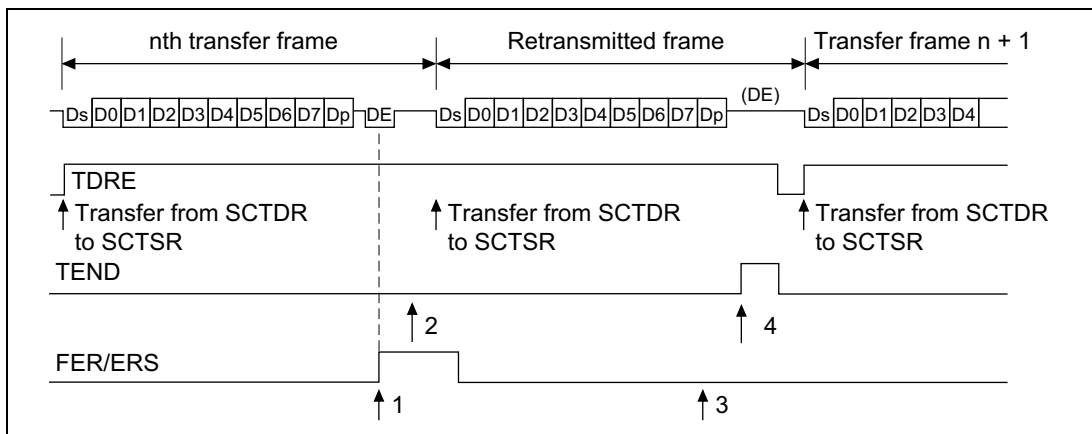 nth transfer frame Retransmitted frame Transfer frame n + 1
(DE)
Ds D0 D1 D2 D3 D4 D5 D6 D7 Dp DE Ds D0 D1 D2 D3 D4 D5 D6 D7 Dp Ds D0 D1 D2 D3 D4
TDRE
Transfer from SCTDR Transfer from SCTDR Transfer from SCTDR
to SCTSR to SCTSR to SCTSR
TEND
2 4
FER/ERS
1 3